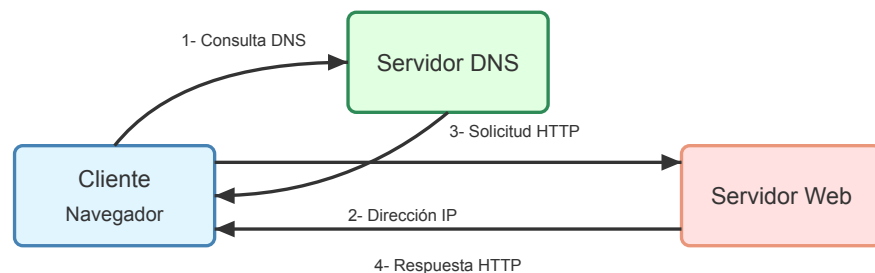 1- Consulta DNS
Servidor DNS
3- Solicitud HTTP
Cliente
Navegador
Servidor Web
2- Dirección IP
4- Respuesta HTTP